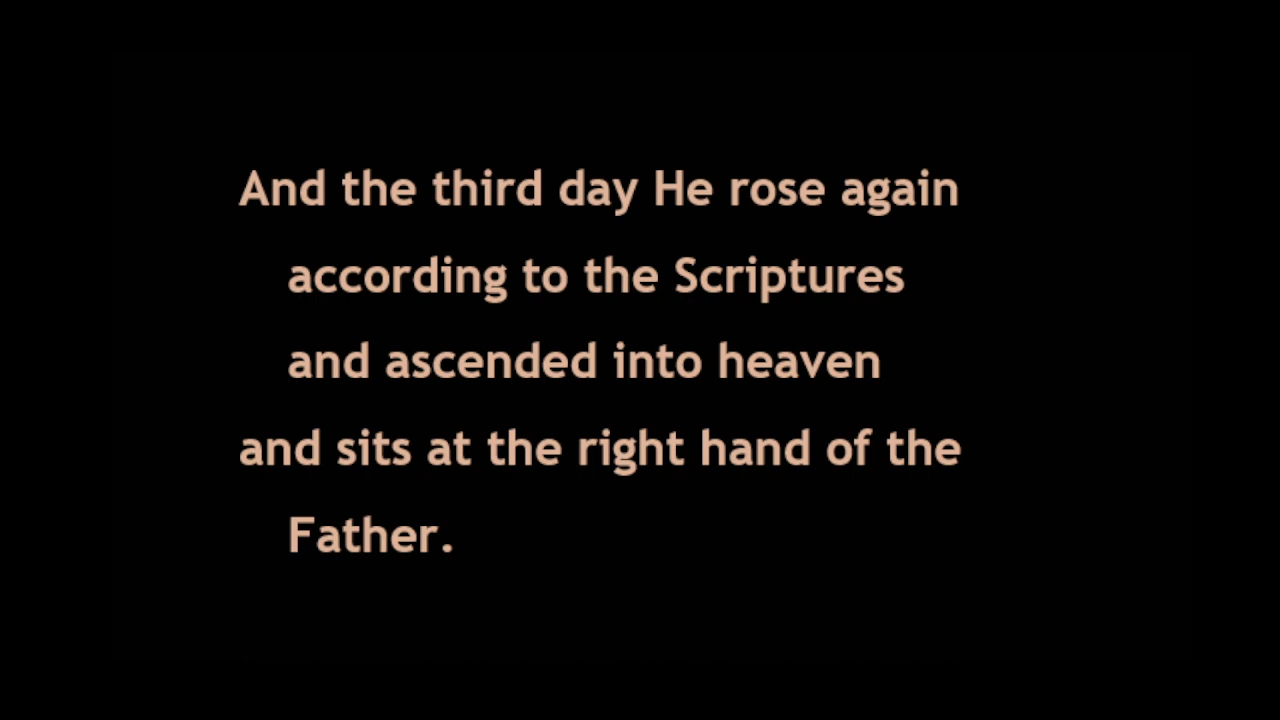 And the third day He rose again
according to the Scriptures
and ascended into heaven
and sits at the right hand of the
Father.